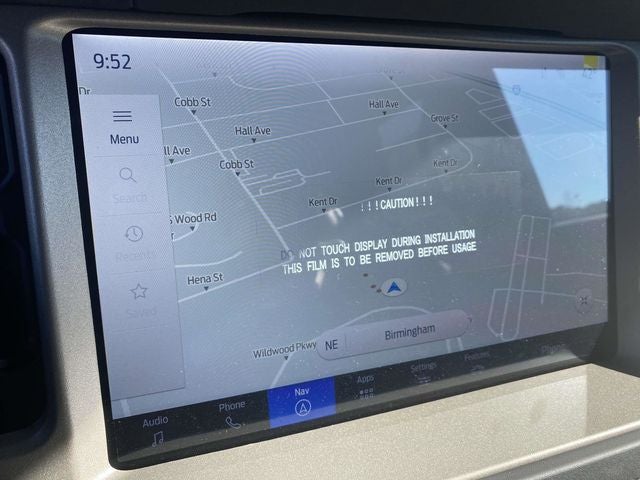 9:52
Dr
Cobb St
Hall Ave
Grove St
Menu
Hall Ave
ll Ave
Cobb St
Kent Dr
Search
Kent Dr
Kent Dr
! ! !CAUTION! ! !
S Wood Rd
DO NOT TOUCH DISPLAY DURING INSTALLATION
THIS FILM IS TO BE REMOVED BEFORE USAGE
Recents
Hena St
Saved
NE Birmingham
Wildwood Pkwy
Audio Phone Nav Apps Settings Features Phone